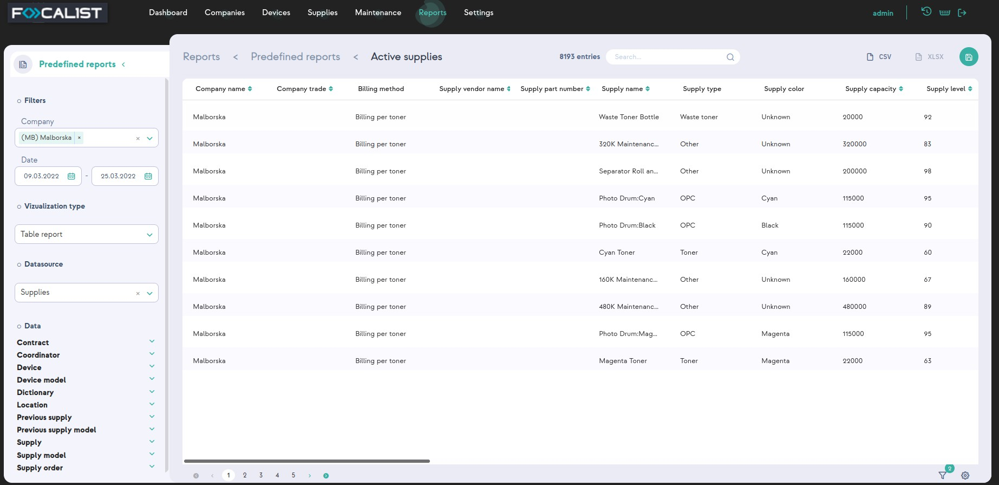 FOCALIST
Dashboard Companies Devices Supplies Maintenance Reports Settings
admin
Predefined reports <
Filters
Company
(MB) Malborska ×
Date
09.03.2022 - 25.03.2022
Vizualization type
Table report
Datasource
Supplies
Data
Contract
Coordinator
Device
Device model
Dictionary
Location
Previous supply
Previous supply model
Supply
Supply model
Supply order
Reports < Predefined reports < Active supplies
8193 entries
Search...
CSV XLSX
Company name Company trade Billing method Supply vendor name Supply part number Supply name Supply type Supply color Supply capacity Supply level
Malborska Billing per toner Waste Toner Bottle Waste toner Unknown 20000 92
Malborska Billing per toner 320K Maintenanc... Other Unknown 320000 83
Malborska Billing per toner Separator Roll an... Other Unknown 200000 98
Malborska Billing per toner Photo Drum:Cyan OPC Cyan 115000 95
Malborska Billing per toner Photo Drum:Black OPC Black 115000 90
Malborska Billing per toner Cyan Toner Toner Cyan 22000 60
Malborska Billing per toner 160K Maintenanc... Other Unknown 160000 67
Malborska Billing per toner 480K Maintenanc... Other Unknown 480000 89
Malborska Billing per toner Photo Drum:Mag... OPC Magenta 115000 95
Malborska Billing per toner Magenta Toner Toner Magenta 22000 63
1 2 3 4 5
2